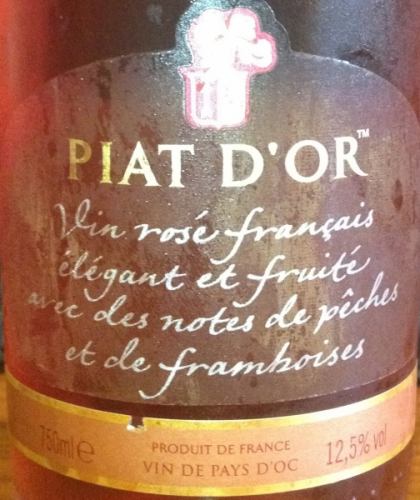 PIAT D'OR™
Vin rosé français
élégant et fruité
avec des notes de pêches
et de framboises
750ml e
PRODUIT DE FRANCE
12,5% vol
VIN DE PAYS D'OC